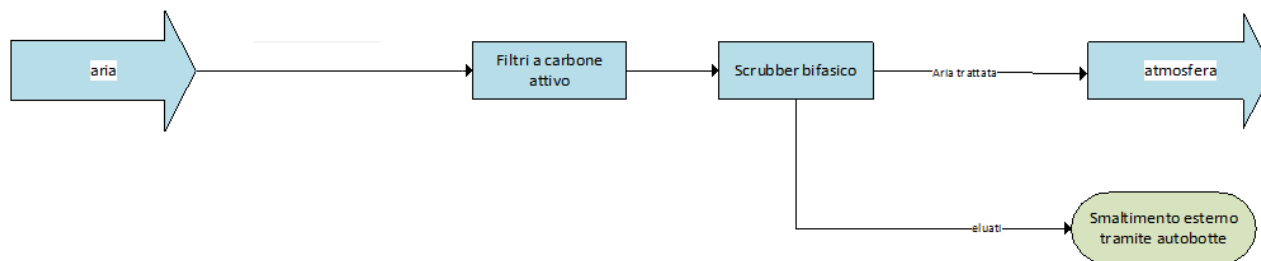 aria
Filtri a carbone
attivo
Scrubber bifasico
Aria trattata
atmosfera
eluati
Smaltimento esterno
tramite autobotte